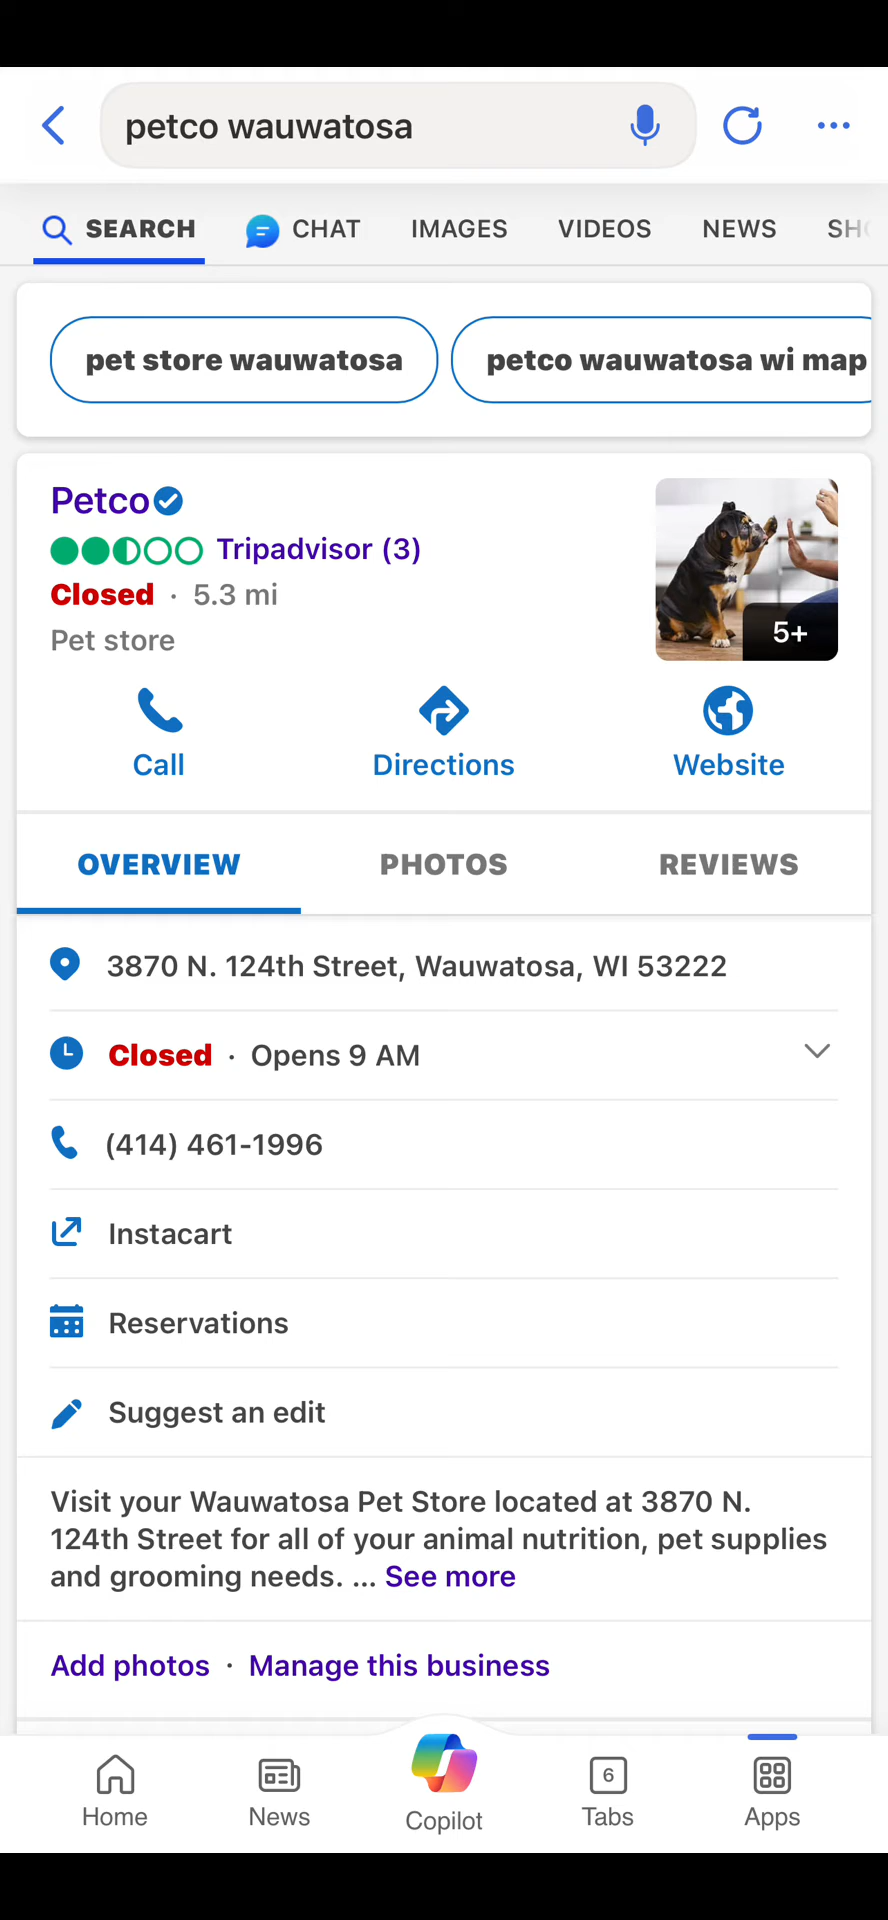 petco wauwatosa
SEARCH CHAT IMAGES VIDEOS NEWS SHO
pet store wauwatosa petco wauwatosa wi map
Petco
Tripadvisor (3)
Closed · 5.3 mi
Pet store
5+
Call Directions Website
OVERVIEW PHOTOS REVIEWS
3870 N. 124th Street, Wauwatosa, WI 53222
Closed · Opens 9 AM
(414) 461-1996
Instacart
Reservations
Suggest an edit
Visit your Wauwatosa Pet Store located at 3870 N.
124th Street for all of your animal nutrition, pet supplies
and grooming needs. ... See more
Add photos · Manage this business
6
Home News Copilot Tabs Apps